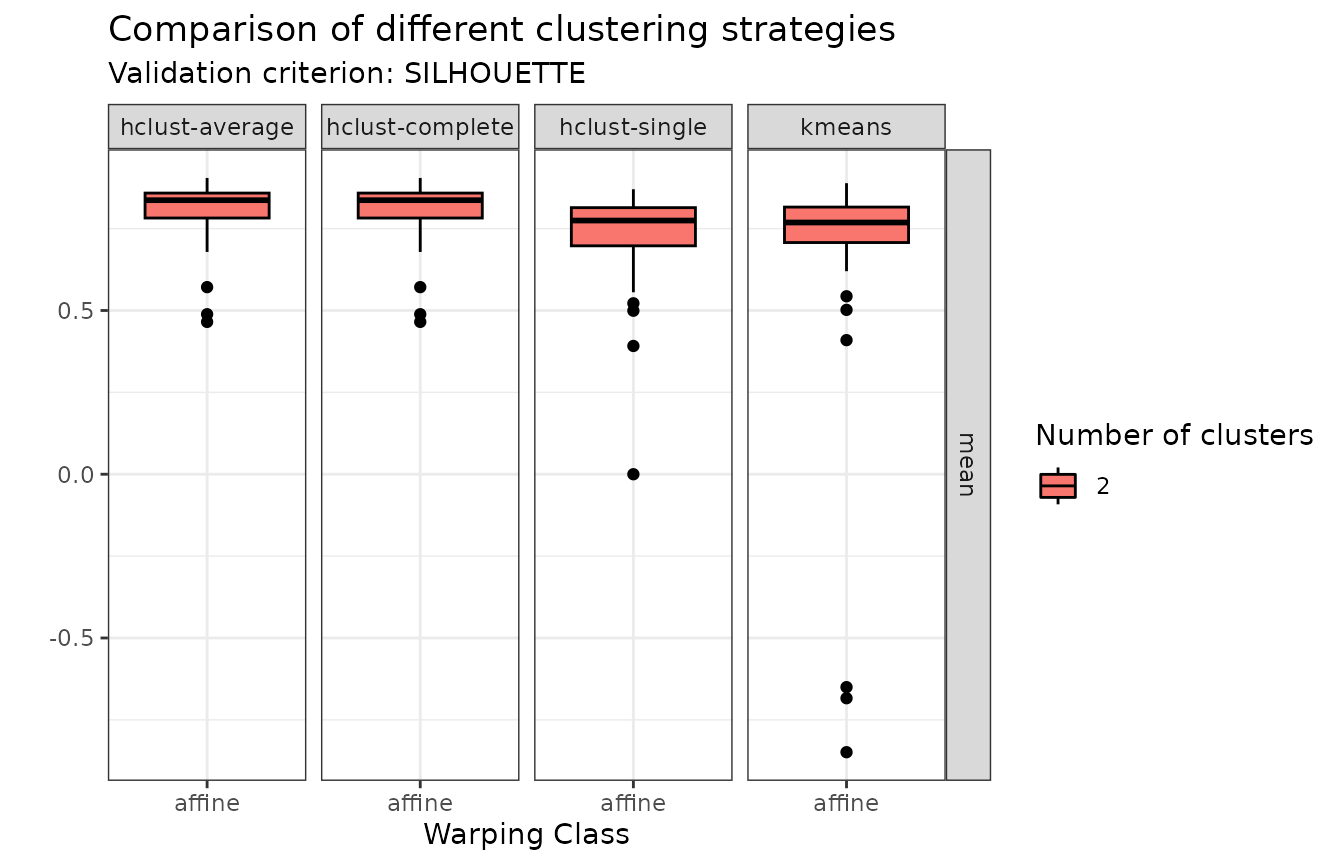 Comparison of different clustering strategies
Validation criterion: SILHOUETTE
hclust-average
hclust-complete
hclust-single
kmeans
mean
0.5
0.0
-0.5
affine
affine
affine
affine
Warping Class
Number of clusters
2